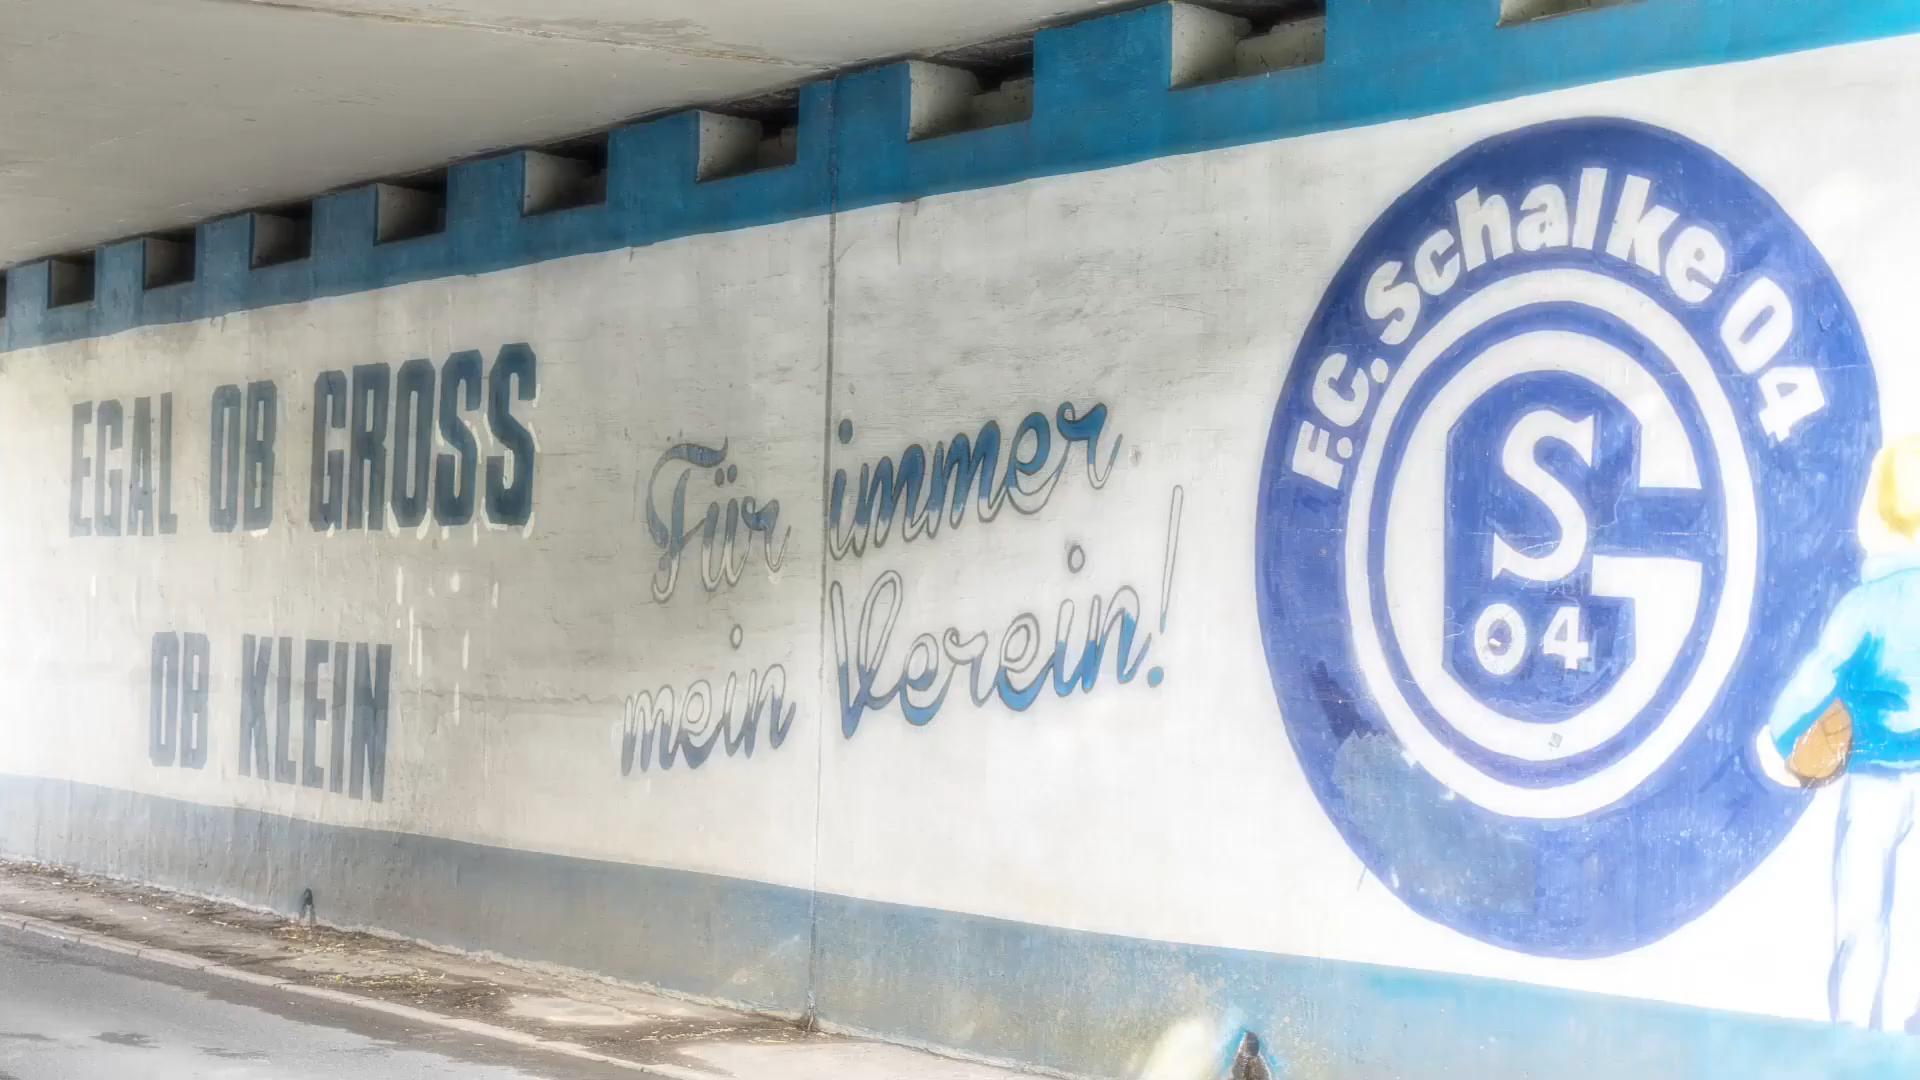 EGAL OB GROSS
OB KLEIN
Für immer
mein Verein!
F.C. Schalke 04
S
G
04